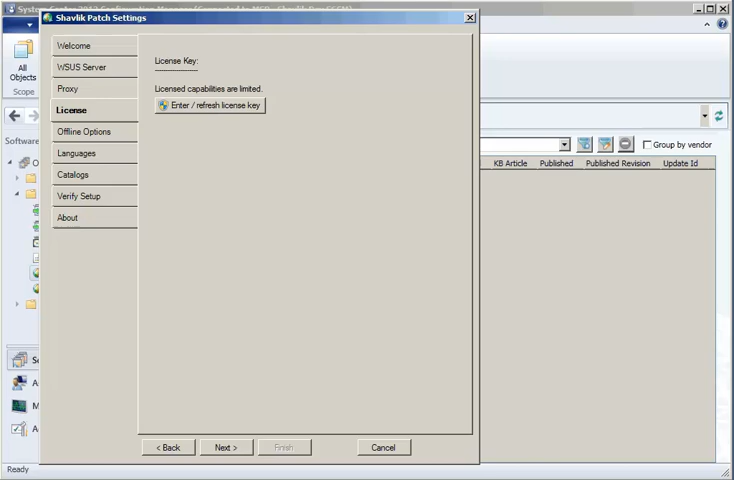 Shavlik Patch Settings
All
Objects
Scope
Welcome
WSUS Server
Proxy
License
Offline Options
Languages
Catalogs
Verify Setup
About
License Key:
Licensed capabilities are limited.
Enter / refresh license key
Group by vendor
KB Article
Published
Published Revision
Update Id
Software
< Back
Next >
Finish
Cancel
Ready